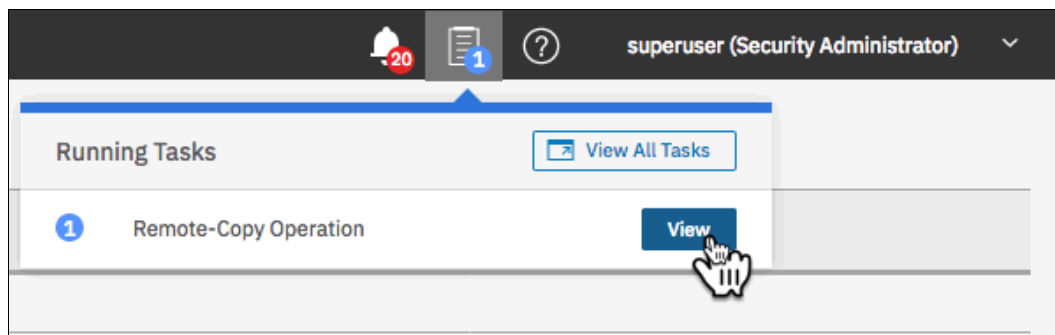 20
1
?
superuser (Security Administrator)
Running Tasks
View All Tasks
1
Remote-Copy Operation
View